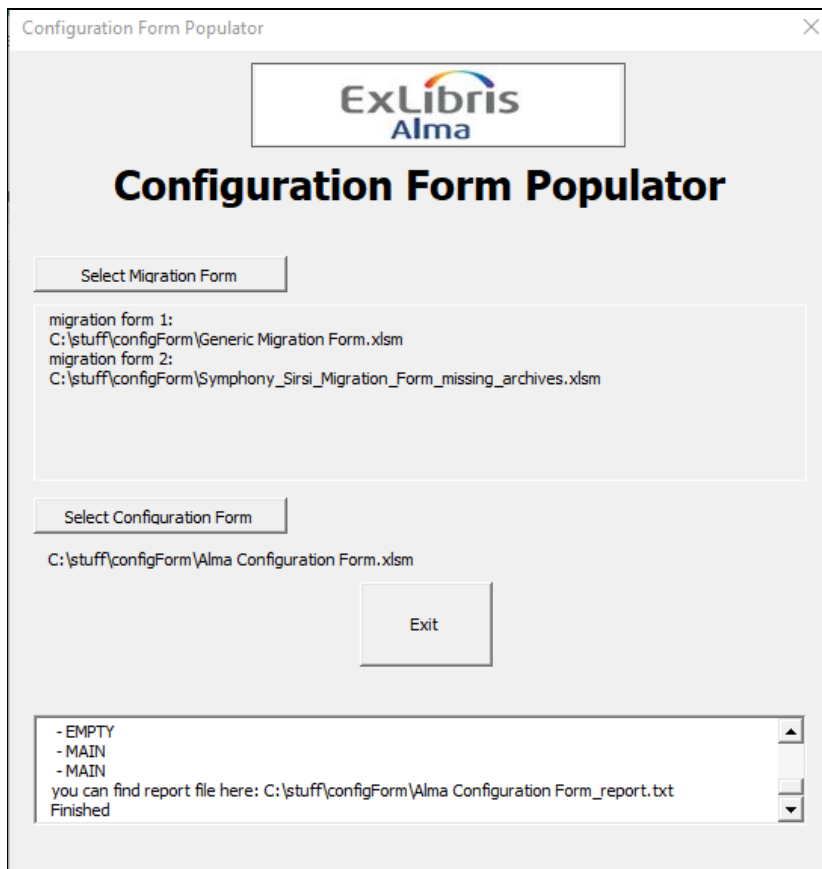 Configuration Form Populator
ExLibris
Alma
Configuration Form Populator
Select Migration Form
migration form 1:
C:\stuff\configForm\Generic Migration Form.xlsm
migration form 2:
C:\stuff\configForm\Symphony_Sirsi_Migration_Form_missing_archives.xlsm
Select Configuration Form
C:\stuff\configForm\Alma Configuration Form.xlsm
Exit
- EMPTY
- MAIN
- MAIN
you can find report file here: C:\stuff\configForm\Alma Configuration Form_report.txt
Finished